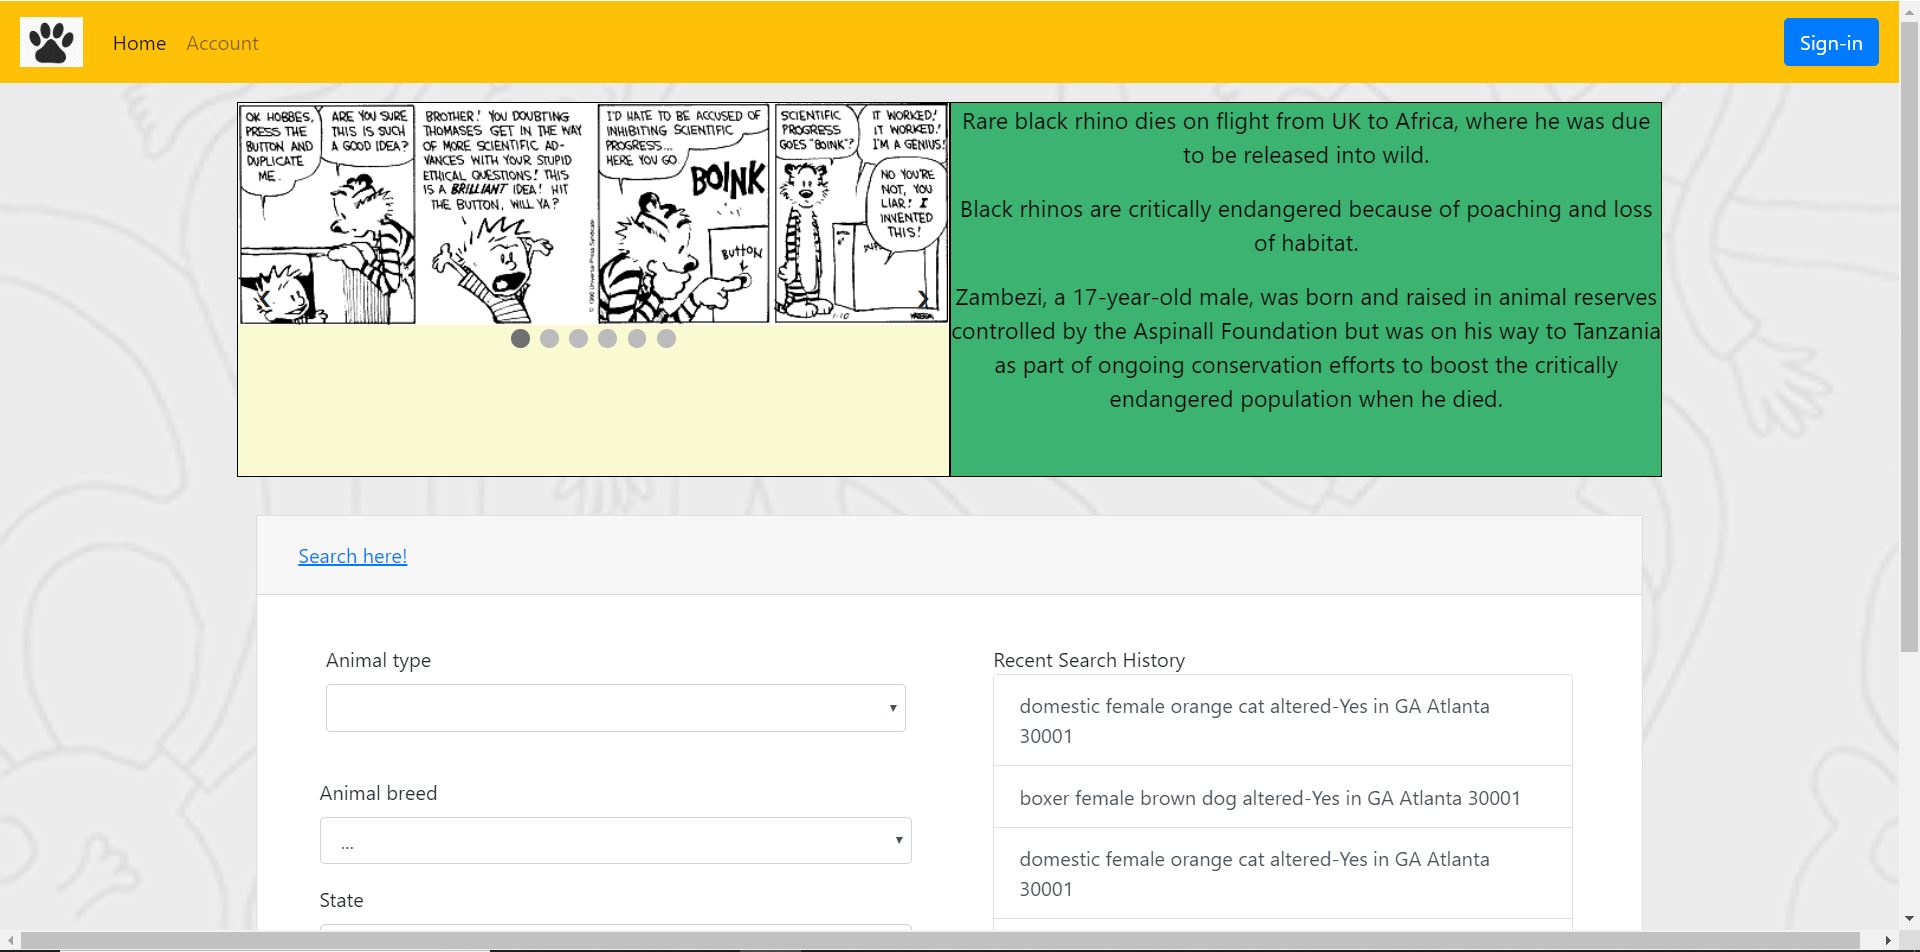 Home Account Sign-in
OK HOBBES,
PRESS THE
BUTTON AND
DUPLICATE
ME.
ARE YOU SURE
THIS IS SUCH
A GOOD IDEA?
BROTHER! YOU DOUBTING
THOMASES GET IN THE WAY
OF MORE SCIENTIFIC AD-
VANCES WITH YOUR STUPID
ETHICAL QUESTIONS! THIS
IS A BRILLIANT IDEA! HIT
THE BUTTON, WILL YA?
© 1990 Universal Press Syndicate
I'D HATE TO BE ACCUSED OF
INHIBITING SCIENTIFIC
PROGRESS...
HERE YOU GO.
BOINK
BUTTON
SCIENTIFIC
PROGRESS
GOES "BOINK"?
IT WORKED!
IT WORKED!
I'M A GENIUS!
NO YOU'RE
NOT, YOU
LIAR! I
INVENTED
THIS!
1-10
Rare black rhino dies on flight from UK to Africa, where he was due
to be released into wild.
Black rhinos are critically endangered because of poaching and loss
of habitat.
Zambezi, a 17-year-old male, was born and raised in animal reserves
controlled by the Aspinall Foundation but was on his way to Tanzania
as part of ongoing conservation efforts to boost the critically
endangered population when he died.
Search here!
Animal type
Animal breed
...
State
Recent Search History
domestic female orange cat altered-Yes in GA Atlanta
30001
boxer female brown dog altered-Yes in GA Atlanta 30001
domestic female orange cat altered-Yes in GA Atlanta
30001